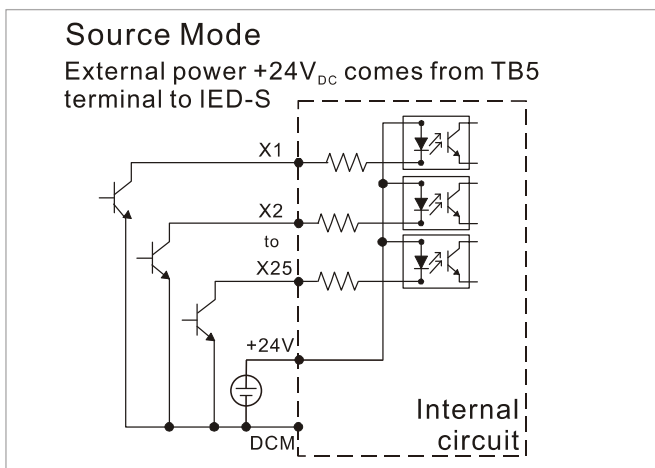 Source Mode
External power +24VDC comes from TB5
terminal to IED-S
X1
X2
to
X25
+24V
DCM
Internal
circuit